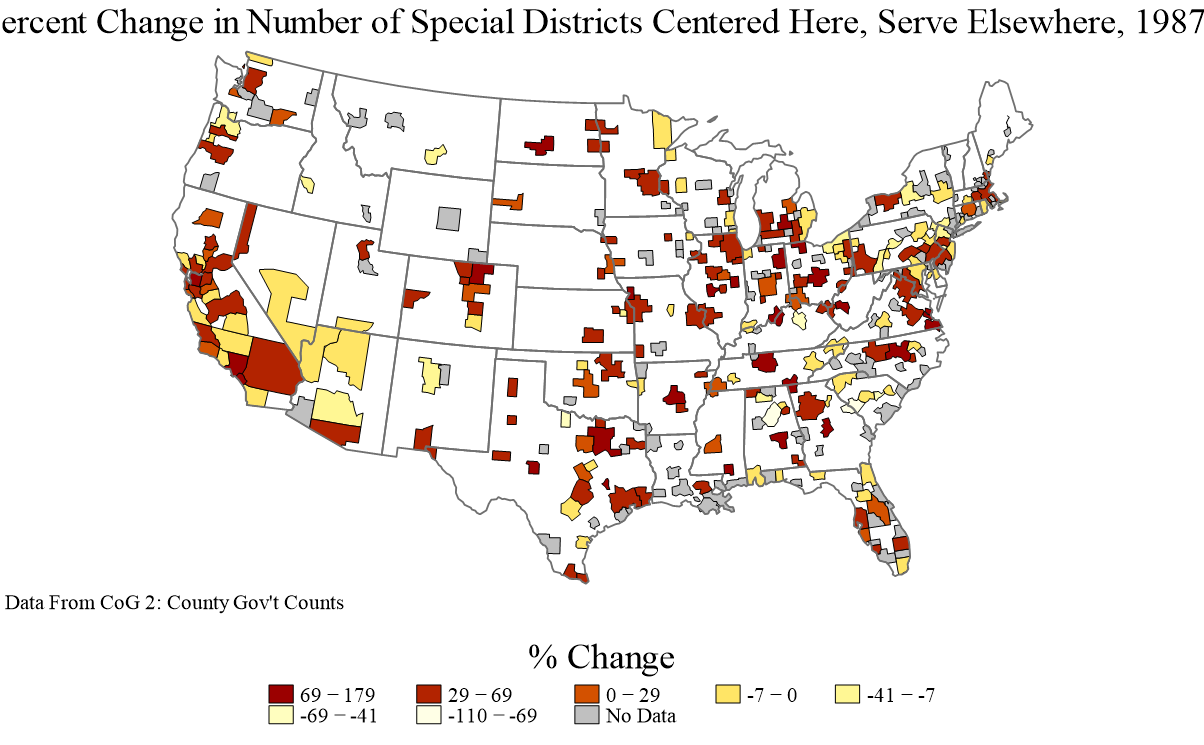 ercent Change in Number of Special Districts Centered Here, Serve Elsewhere, 1987
Data From CoG 2: County Gov't Counts
% Change
69 − 179
29 − 69
0 − 29
-7 − 0
-41 − -7
-69 − -41
-110 − -69
No Data